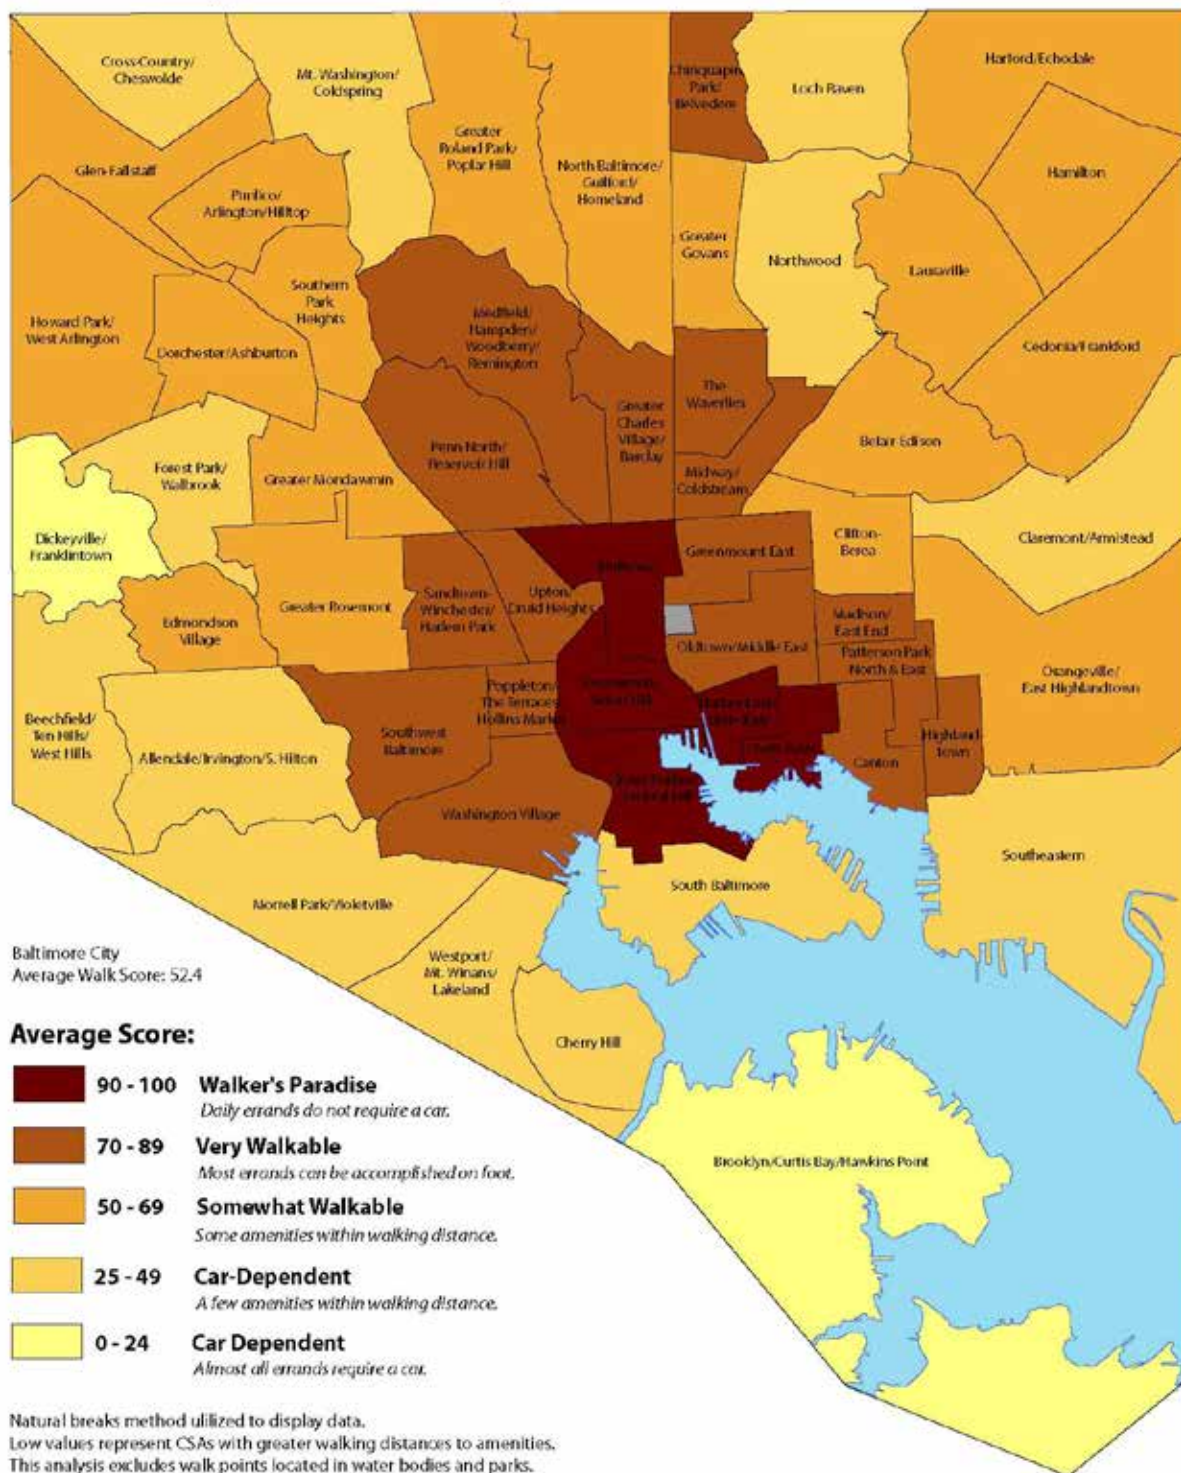 Cross-Country/
Cheswolde
Mt. Washington/
Coldspring
Greater
Roland Park/
Poplar Hill
North Baltimore/
Guilford/
Homeland
Chinquapin
Park/
Belvedere
Loch Raven
Harford/Echodale
Glen-Fallstaff
Pimlico/
Arlington/Hilltop
Hamilton
Greater
Govans
Northwood
Lauraville
Southern
Park
Heights
Howard Park/
West Arlington
Dorchester/Ashburton
Medfield/
Hampden/
Woodberry/
Remington
Cedonia/Frankford
The
Waverlies
Greater
Charles
Village/
Barclay
Belair Edison
Penn North/
Reservoir Hill
Forest Park/
Walbrook
Greater Mondawmin
Midway/
Coldstream
Dickeyville/
Franklintown
Clifton-
Berea
Claremont/Armistead
Greenmount East
Sandtown-
Winchester/
Harlem Park
Upton/
Druid Heights
Greater Rosemont
Edmondson
Village
Madison/
East End
Oldtown/Middle East
Patterson Park
North & East
Orangeville/
East Highlandtown
Poppleton/
The Terraces/
Hollins Market
Beechfield/
Ten Hills/
West Hills
Southwest
Baltimore
Allendale/Irvington/S. Hilton
Canton
Highland-
town
Washington Village
Southeastern
South Baltimore
Morrell Park/Violetville
Westport/
Mt. Winans/
Lakeland
Cherry Hill
Brooklyn/Curtis Bay/Hawkins Point
Baltimore City
Average Walk Score: 52.4
Average Score:
90 - 100 Walker's Paradise
Daily errands do not require a car.
70 - 89 Very Walkable
Most errands can be accomplished on foot.
50 - 69 Somewhat Walkable
Some amenities within walking distance.
25 - 49 Car-Dependent
A few amenities within walking distance.
0 - 24 Car Dependent
Almost all errands require a car.
Natural breaks method ulilized to display data.
Low values represent CSAs with greater walking distances to amenities.
This analysis excludes walk points located in water bodies and parks.